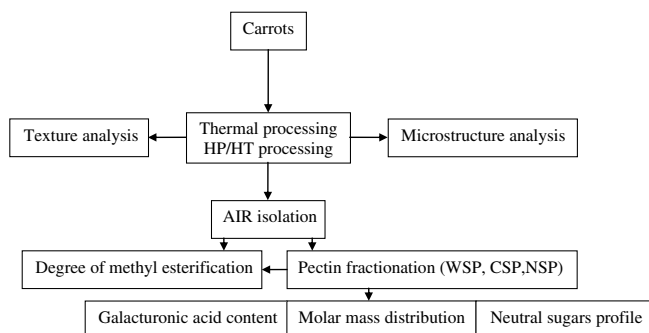 Carrots
Texture analysis
Thermal processing
HP/HT processing
Microstructure analysis
AIR isolation
Degree of methyl esterification
Pectin fractionation (WSP, CSP,NSP)
Galacturonic acid content
Molar mass distribution
Neutral sugars profile